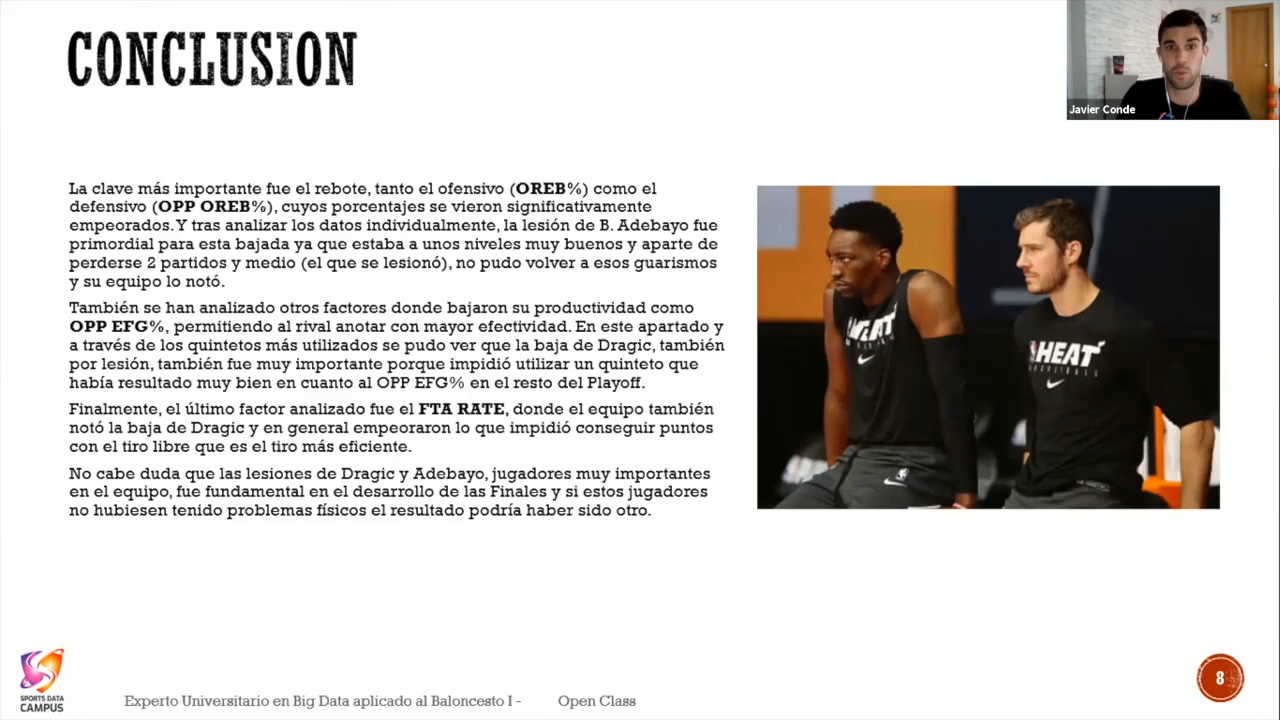 CONCLUSION
Javier Conde
La clave más importante fue el rebote, tanto el ofensivo (OREB%) como el
defensivo (OPP OREB%), cuyos porcentajes se vieron significativamente
empeorados. Y tras analizar los datos individualmente, la lesión de B. Adebayo fue
primordial para esta bajada ya que estaba a unos niveles muy buenos y aparte de
perderse 2 partidos y medio (el que se lesionó), no pudo volver a esos guarismos
y su equipo lo notó.
También se han analizado otros factores donde bajaron su productividad como
OPP EFG%, permitiendo al rival anotar con mayor efectividad. En este apartado y
a través de los quintetos más utilizados se pudo ver que la baja de Dragic, también
por lesión, también fue muy importante porque impidió utilizar un quinteto que
había resultado muy bien en cuanto al OPP EFG% en el resto del Playoff.
Finalmente, el último factor analizado fue el FTA RATE, donde el equipo también
notó la baja de Dragic y en general empeoraron lo que impidió conseguir puntos
con el tiro libre que es el tiro más eficiente.
No cabe duda que las lesiones de Dragic y Adebayo, jugadores muy importantes
en el equipo, fue fundamental en el desarrollo de las Finales y si estos jugadores
no hubiesen tenido problemas físicos el resultado podría haber sido otro.
HEAT
HEAT
BASKETBALL
SPORTS DATA
CAMPUS
Experto Universitario en Big Data aplicado al Baloncesto I - Open Class
8